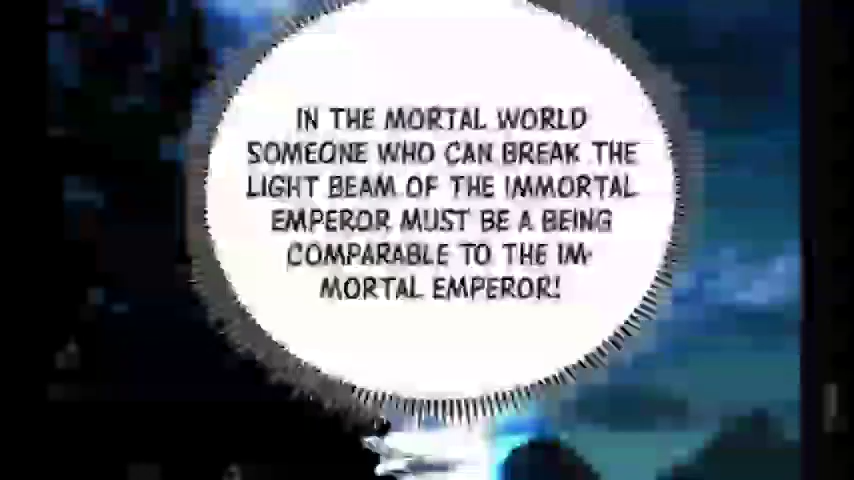 IN THE MORTAL WORLD
SOMEONE WHO CAN BREAK THE
LIGHT BEAM OF THE IMMORTAL
EMPEROR MUST BE A BEING
COMPARABLE TO THE IM-
MORTAL EMPEROR!